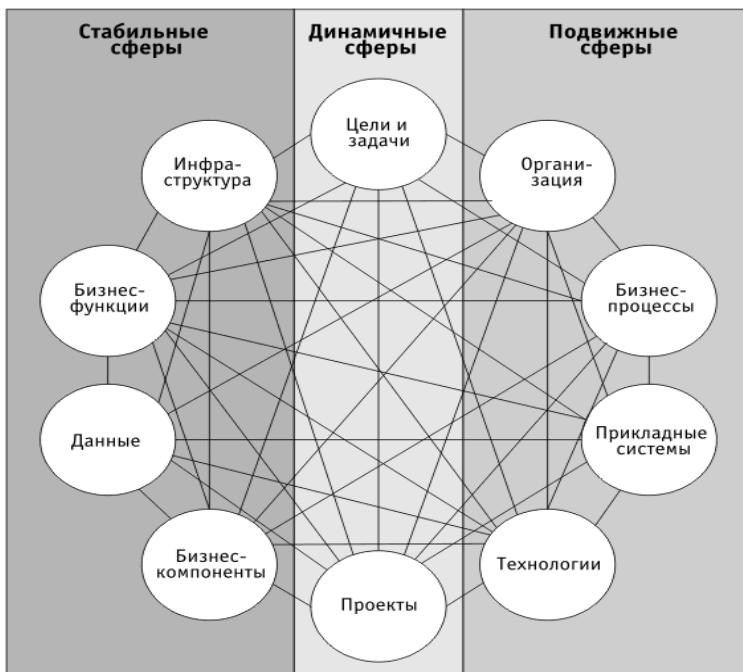 Стабильные
сферы
Динамичные
сферы
Подвижные
сферы
Цели и
задачи
Инфра-
структура
Органи-
зация
Бизнес-
функции
Бизнес-
процессы
Данные
Прикладные
системы
Бизнес-
компоненты
Технологии
Проекты